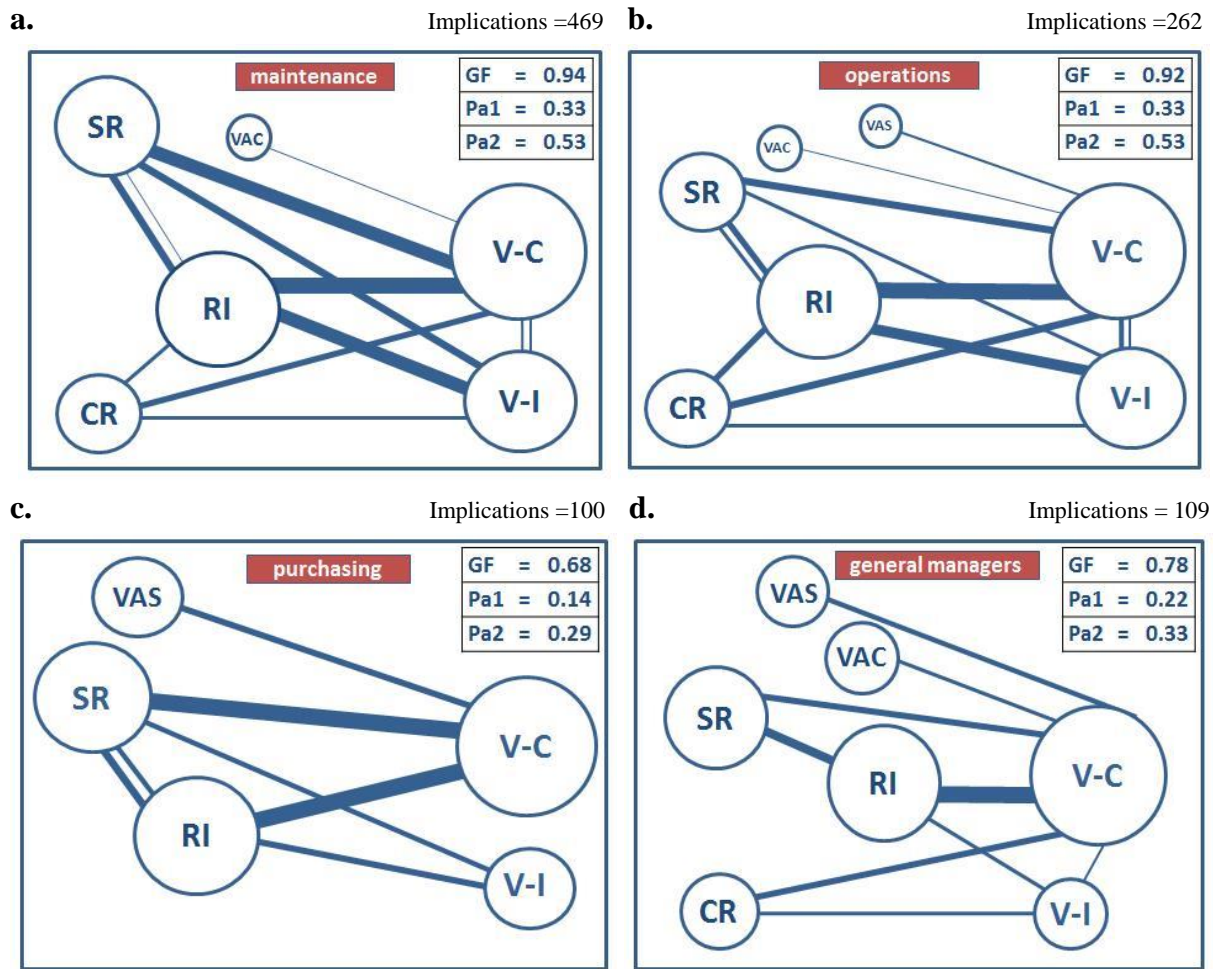 a.
Implications =469
maintenance
GF = 0.94
Pa1 = 0.33
Pa2 = 0.53
SR
VAC
V-C
RI
CR
V-I
b.
Implications =262
operations
GF = 0.92
Pa1 = 0.33
Pa2 = 0.53
VAS
VAC
SR
V-C
RI
CR
V-I
c.
Implications =100
purchasing
GF = 0.68
Pa1 = 0.14
Pa2 = 0.29
VAS
SR
V-C
RI
V-I
d.
Implications = 109
general managers
GF = 0.78
Pa1 = 0.22
Pa2 = 0.33
VAS
VAC
SR
RI
V-C
CR
V-I